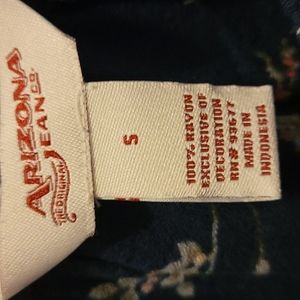 ARIZONA
JEAN CO.
THE ORIGINAL
S
100% RAYON
EXCLUSIVE OF
DECORATION
RN# 93677
MADE IN
INDONESIA